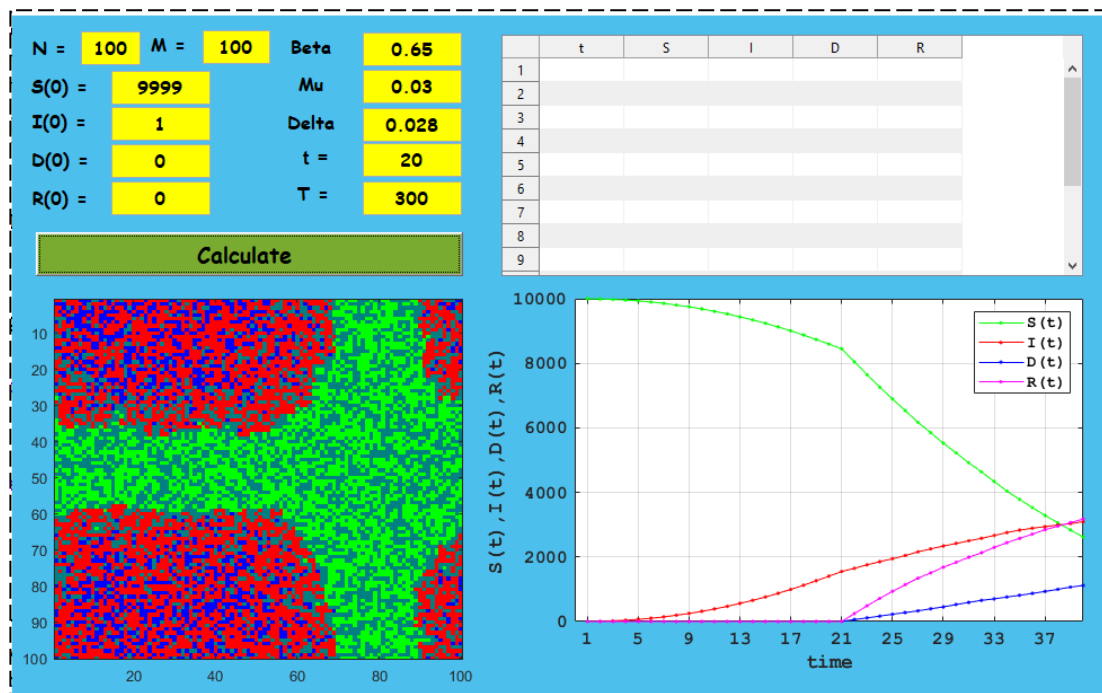 N = 100 M = 100 Beta 0.65
S(0) = 9999 Mu 0.03
I(0) = 1 Delta 0.028
D(0) = 0 t = 20
R(0) = 0 T = 300
Calculate
t S I D R
1
2
3
4
5
6
7
8
9
10
20
30
40
50
60
70
80
90
100
20 40 60 80 100
S(t),I(t),D(t),R(t)
10000
8000
6000
4000
2000
0
1 5 9 13 17 21 25 29 33 37
time
S(t)
I(t)
D(t)
R(t)